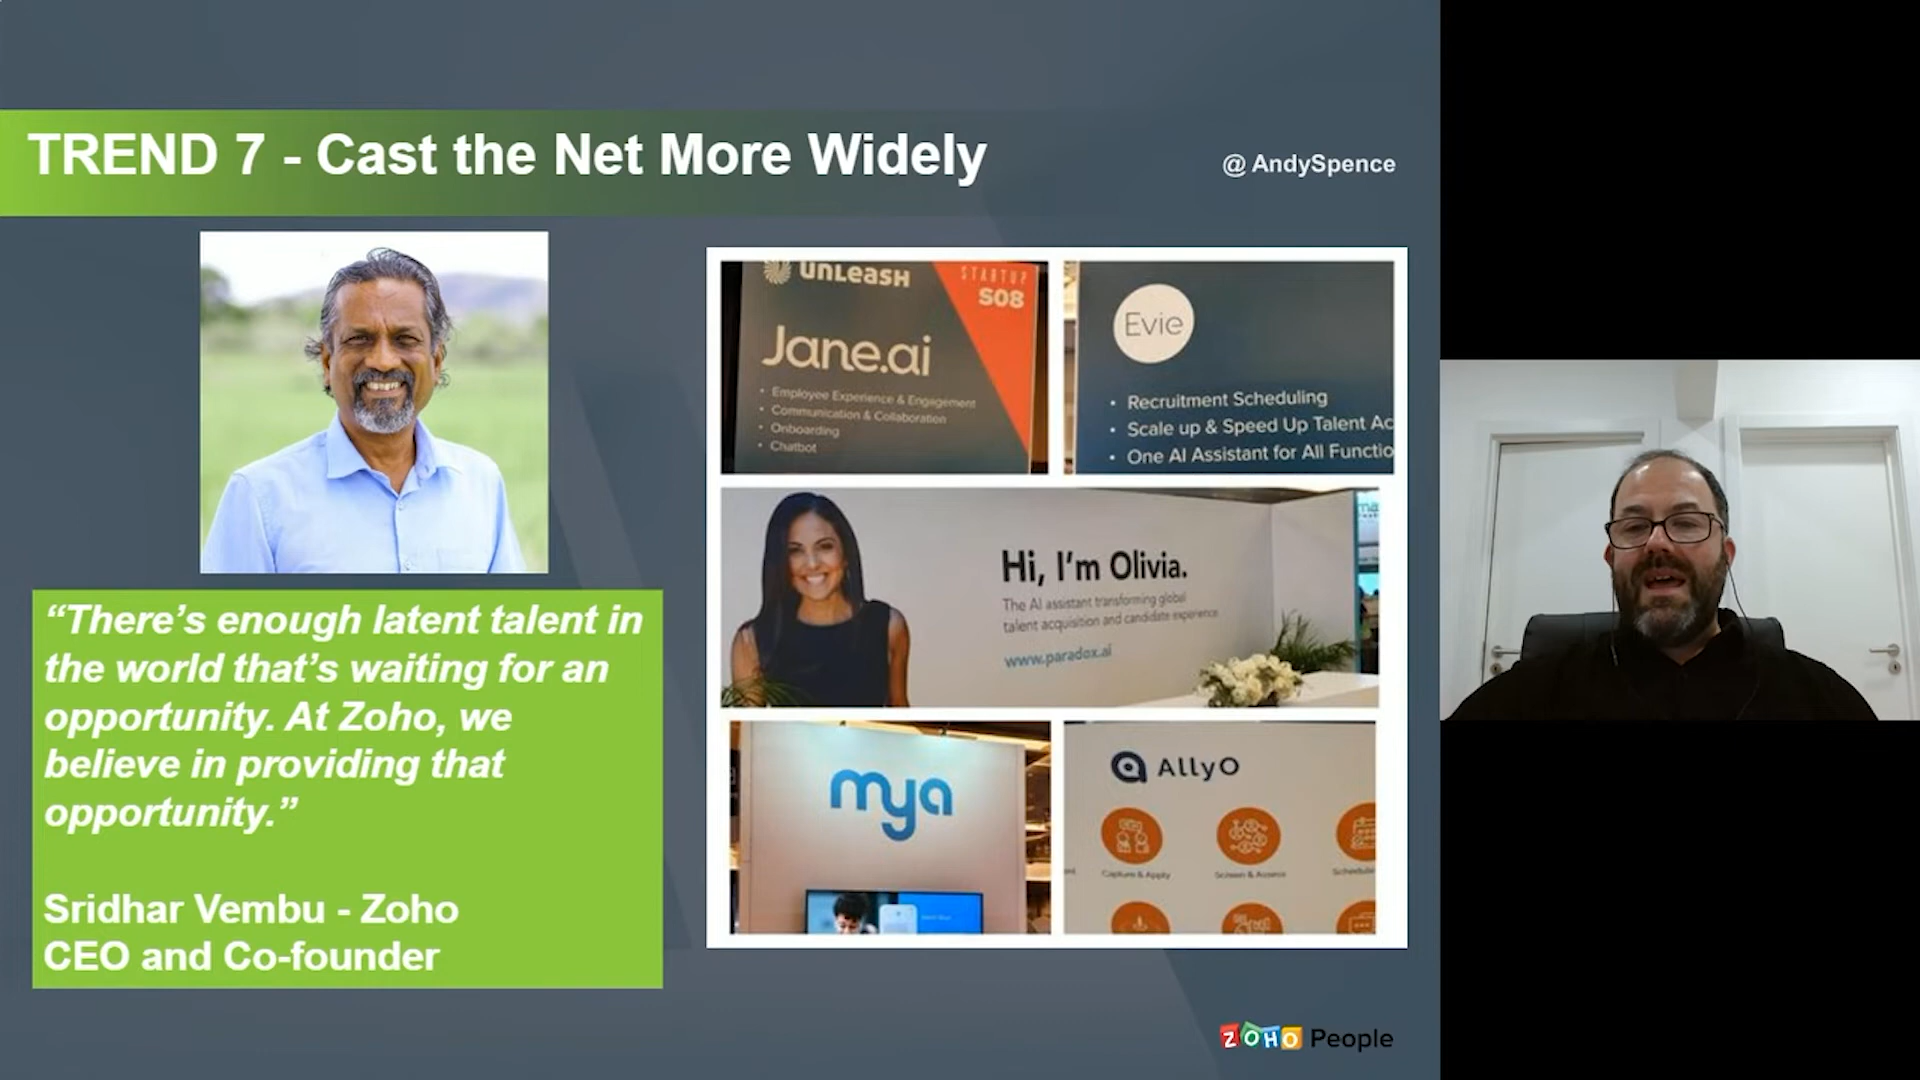 TREND 7 - Cast the Net More Widely
@AndySpence
“There’s enough latent talent in
the world that’s waiting for an
opportunity. At Zoho, we
believe in providing that
opportunity.”
Sridhar Vembu - Zoho
CEO and Co-founder
UNLEASH
STARTUP
S08
Jane.ai
• Employee Experience & Engagement
• Communication & Collaboration
• Onboarding
• Chatbot
Evie
• Recruitment Scheduling
• Scale up & Speed Up Talent Ac
• One AI Assistant for All Functio
Hi, I’m Olivia.
The AI assistant transforming global
talent acquisition and candidate experience
www.paradox.ai
mya
AllyO
Capture & Apply
Screen & Assess
Schedule
ZOHO People